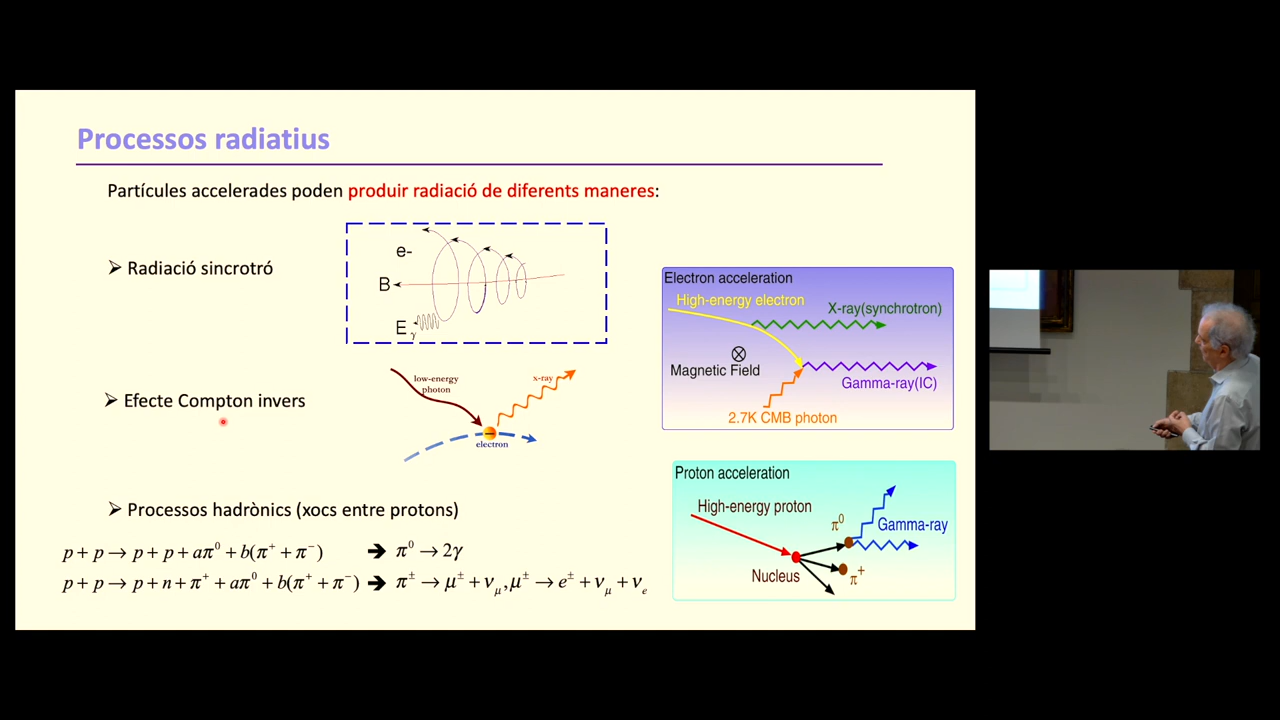 Processos radiatius
Partícules accelerades poden produir radiació de diferents maneres:
➢ Radiació sincrotró
e-
B
E γ
➢ Efecte Compton invers
low-energy
photon
x-ray
electron
➢ Processos hadrònics (xocs entre protons)
p + p → p + p + aπ⁰ + b(π⁺ + π⁻) ➔ π⁰ → 2γ
p + p → p + n + π⁺ + aπ⁰ + b(π⁺ + π⁻) ➔ π± → μ± + ν_μ, μ± → e± + ν_μ + ν_e
Electron acceleration
High-energy electron
X-ray(synchrotron)
Magnetic Field
Gamma-ray(IC)
2.7K CMB photon
Proton acceleration
High-energy proton
π⁰
Gamma-ray
Nucleus
π⁺